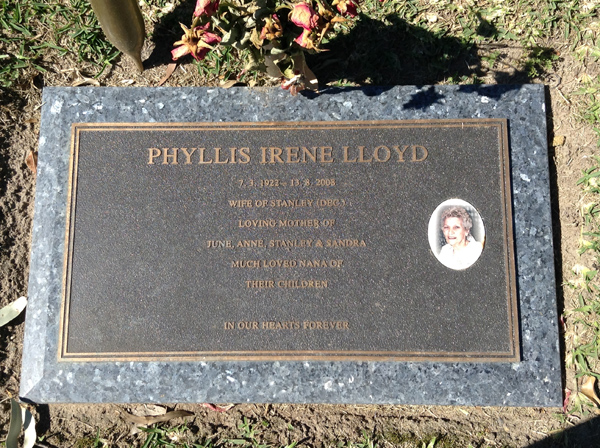 PHYLLIS IRENE LLOYD
7. 3. 1922 - 13. 8. 2008
WIFE OF STANLEY (DEC.)
LOVING MOTHER OF
JUNE, ANNE, STANLEY & SANDRA
MUCH LOVED NANA OF
THEIR CHILDREN
IN OUR HEARTS FOREVER